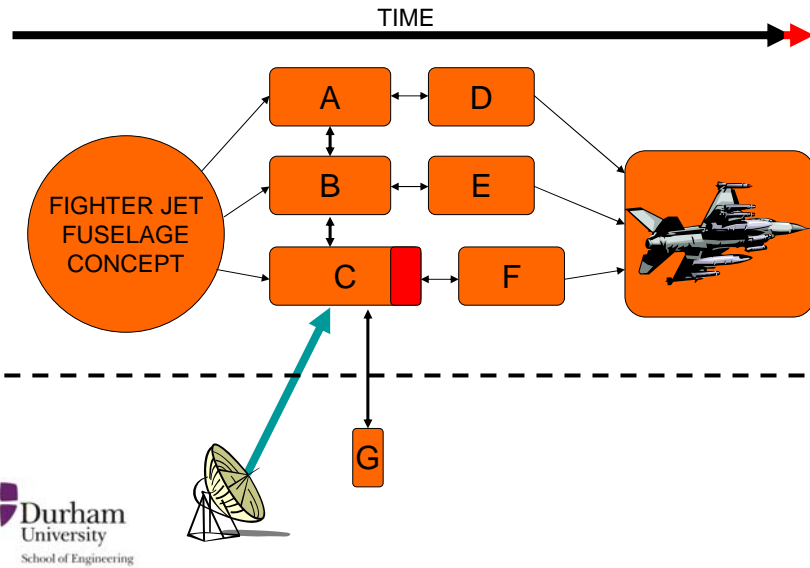 TIME
A
D
B
E
FIGHTER JET
FUSELAGE
CONCEPT
C
F
G
Durham
University
School of Engineering